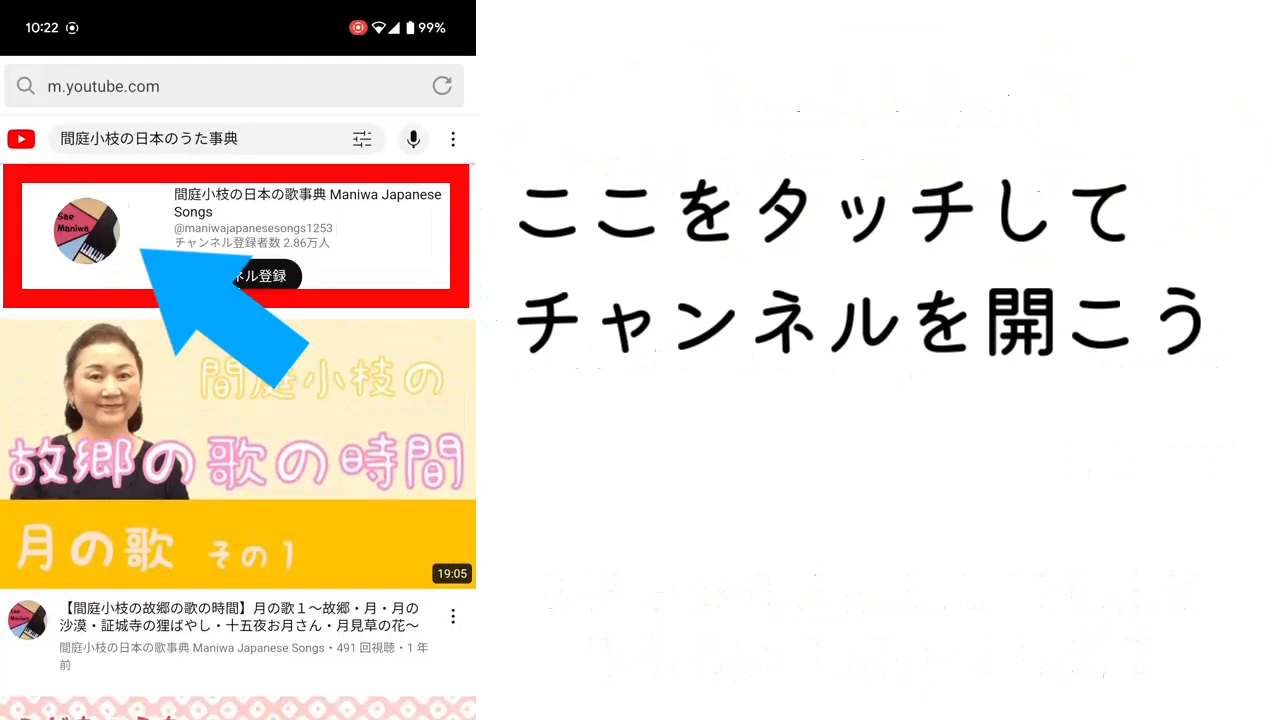 10:22
99%
m.youtube.com
間庭小枝の日本のうた事典
間庭小枝の日本の歌事典 Maniwa Japanese
Songs
@maniwajapanesesongs1253
チャンネル登録者数 2.86万人
ネル登録
Sae
Maniwa
間庭小枝の
故郷の歌の時間
月の歌 その1
19:05
【間庭小枝の故郷の歌の時間】月の歌１～故郷・月・月の
沙漠・証城寺の狸ばやし・十五夜お月さん・月見草の花～
間庭小枝の日本の歌事典 Maniwa Japanese Songs・491 回視聴・1 年
前
ここをタッチして
チャンネルを開こう